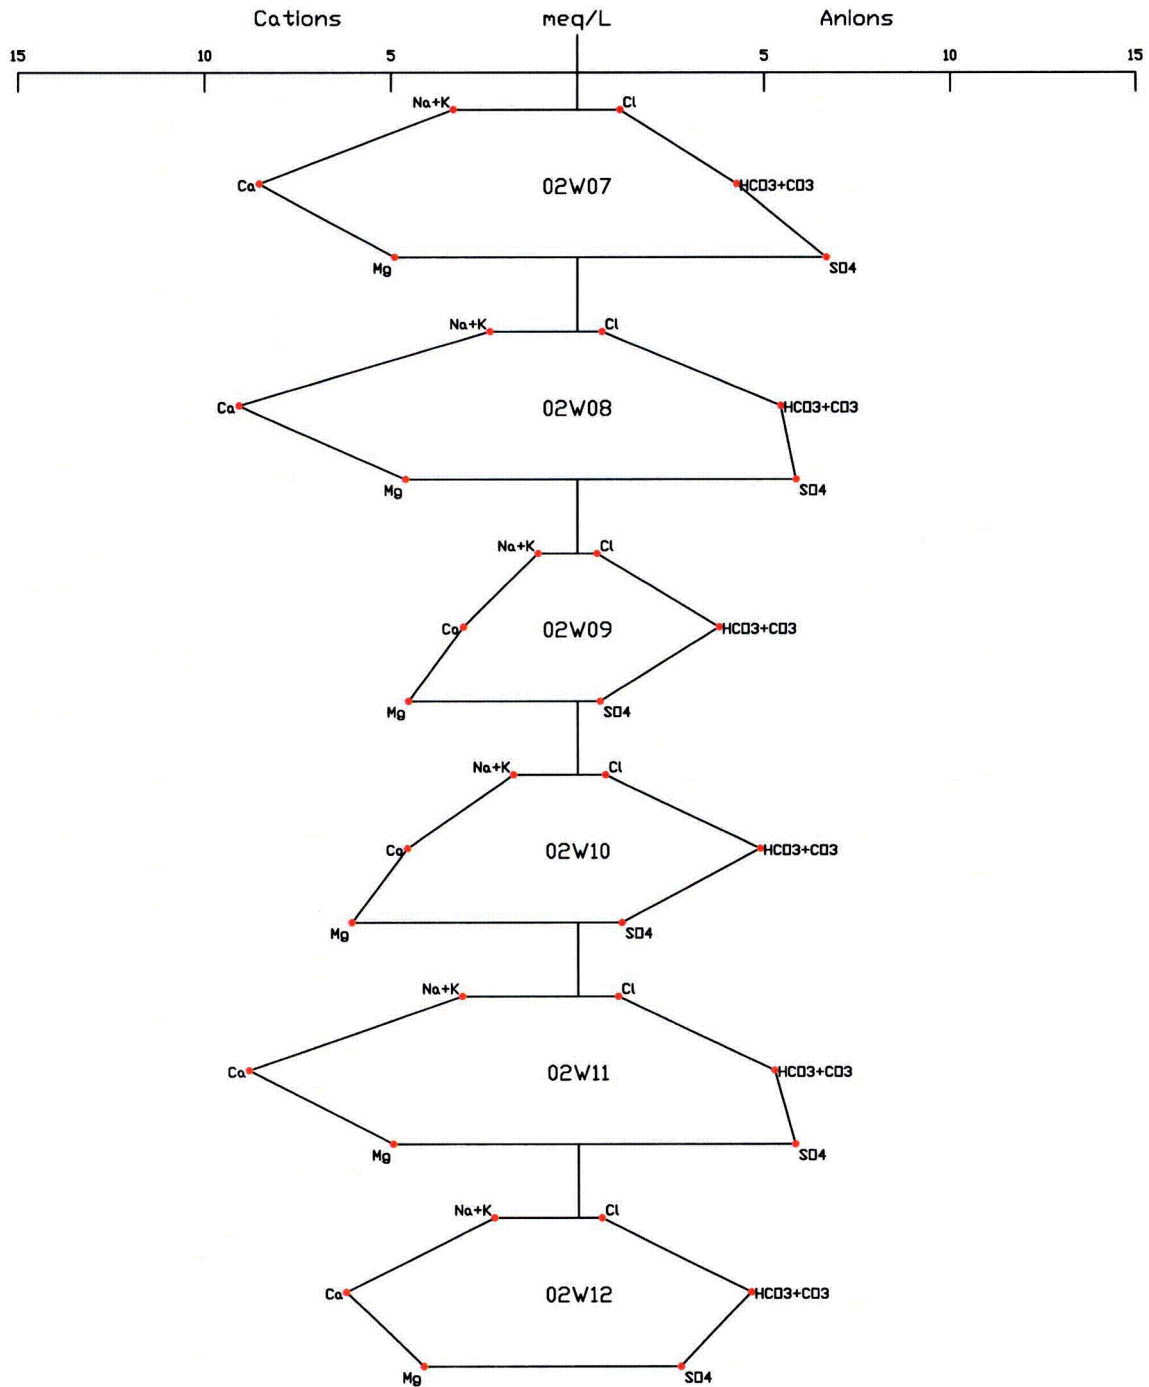 Cations meq/L Anions
15 10 5 5 10 15
Na+K Cl
Ca 02W07 HCO3+CO3
Mg SO4
Na+K Cl
Ca 02W08 HCO3+CO3
Mg SO4
Na+K Cl
Ca 02W09 HCO3+CO3
Mg SO4
Na+K Cl
Ca 02W10 HCO3+CO3
Mg SO4
Na+K Cl
Ca 02W11 HCO3+CO3
Mg SO4
Na+K Cl
Ca 02W12 HCO3+CO3
Mg SO4